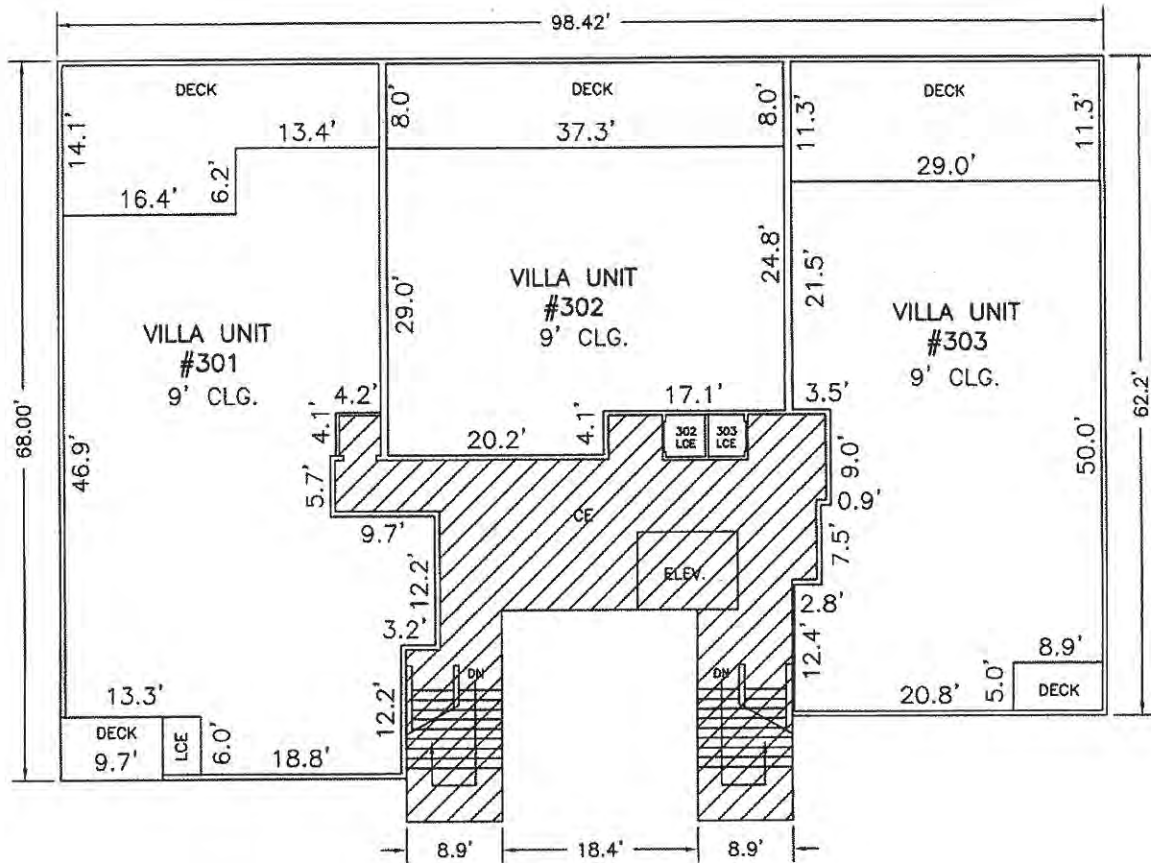 98.42'
DECK
DECK
DECK
14.1'
13.4'
8.0'
37.3'
8.0'
11.3'
11.3'
16.4'
6.2'
29.0'
68.00'
62.2'
VILLA UNIT
#301
9' CLG.
29.0'
VILLA UNIT
#302
9' CLG.
24.8'
21.5'
VILLA UNIT
#303
9' CLG.
46.9'
4.2'
4.1'
5.7'
20.2'
4.1'
17.1'
302
LCE
303
LCE
3.5'
9.0'
0.9'
50.0'
9.7'
CE
7.5'
12.2'
ELEV.
2.8'
3.2'
12.4'
8.9'
DN
DN
13.3'
12.2'
20.8'
5.0'
DECK
DECK
9.7'
LCE
6.0'
18.8'
8.9'
18.4'
8.9'